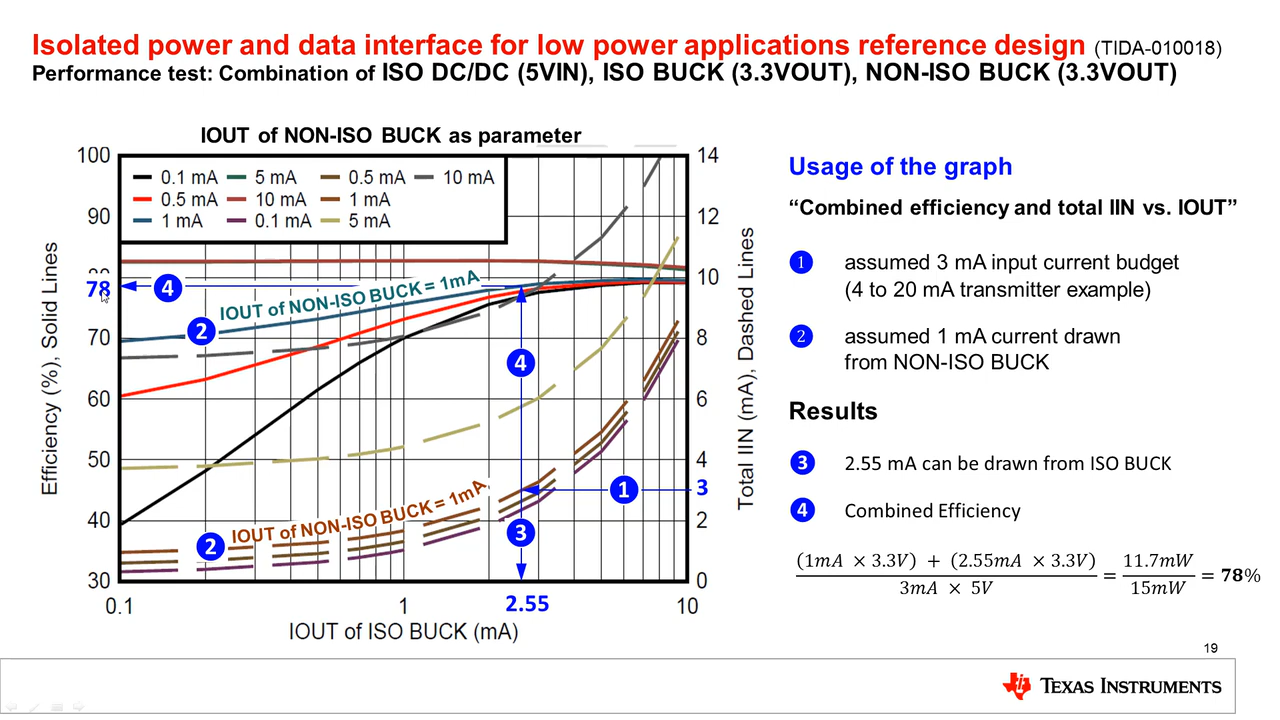 Isolated power and data interface for low power applications reference design (TIDA-010018)
Performance test: Combination of ISO DC/DC (5VIN), ISO BUCK (3.3VOUT), NON-ISO BUCK (3.3VOUT)
IOUT of NON-ISO BUCK as parameter
0.1 mA 5 mA 0.5 mA 10 mA
0.5 mA 10 mA 1 mA
1 mA 0.1 mA 5 mA
100
90
80
78
70
60
50
40
30
Efficiency (%), Solid Lines
14
12
10
8
6
4
3
2
0
Total IIN (mA), Dashed Lines
IOUT of NON-ISO BUCK = 1mA
IOUT of NON-ISO BUCK = 1mA
4
2
4
1
2
3
0.1 1 2.55 10
IOUT of ISO BUCK (mA)
Usage of the graph
“Combined efficiency and total IIN vs. IOUT”
1 assumed 3 mA input current budget
(4 to 20 mA transmitter example)
2 assumed 1 mA current drawn
from NON-ISO BUCK
Results
3 2.55 mA can be drawn from ISO BUCK
4 Combined Efficiency
(1mA × 3.3V) + (2.55mA × 3.3V) / 3mA × 5V = 11.7mW / 15mW = 78%
19
TEXAS INSTRUMENTS